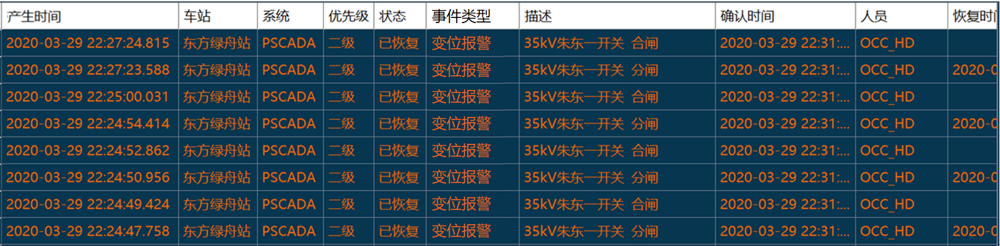 产生时间 车站 系统 优先级 状态 事件类型 描述 确认时间 人员 恢复时
2020-03-29 22:27:24.815 东方绿舟站 PSCADA 二级 已恢复 变位报警 35kV朱东一开关 合闸 2020-03-29 22:31:... OCC_HD
2020-03-29 22:27:23.588 东方绿舟站 PSCADA 二级 已恢复 变位报警 35kV朱东一开关 分闸 2020-03-29 22:31:... OCC_HD 2020-0
2020-03-29 22:25:00.031 东方绿舟站 PSCADA 二级 已恢复 变位报警 35kV朱东一开关 合闸 2020-03-29 22:31:... OCC_HD
2020-03-29 22:24:54.414 东方绿舟站 PSCADA 二级 已恢复 变位报警 35kV朱东一开关 分闸 2020-03-29 22:31:... OCC_HD 2020-0
2020-03-29 22:24:52.862 东方绿舟站 PSCADA 二级 已恢复 变位报警 35kV朱东一开关 合闸 2020-03-29 22:31:... OCC_HD
2020-03-29 22:24:50.956 东方绿舟站 PSCADA 二级 已恢复 变位报警 35kV朱东一开关 分闸 2020-03-29 22:31:... OCC_HD 2020-0
2020-03-29 22:24:49.424 东方绿舟站 PSCADA 二级 已恢复 变位报警 35kV朱东一开关 合闸 2020-03-29 22:31:... OCC_HD
2020-03-29 22:24:47.758 东方绿舟站 PSCADA 二级 已恢复 变位报警 35kV朱东一开关 分闸 2020-03-29 22:31:... OCC_HD 2020-0